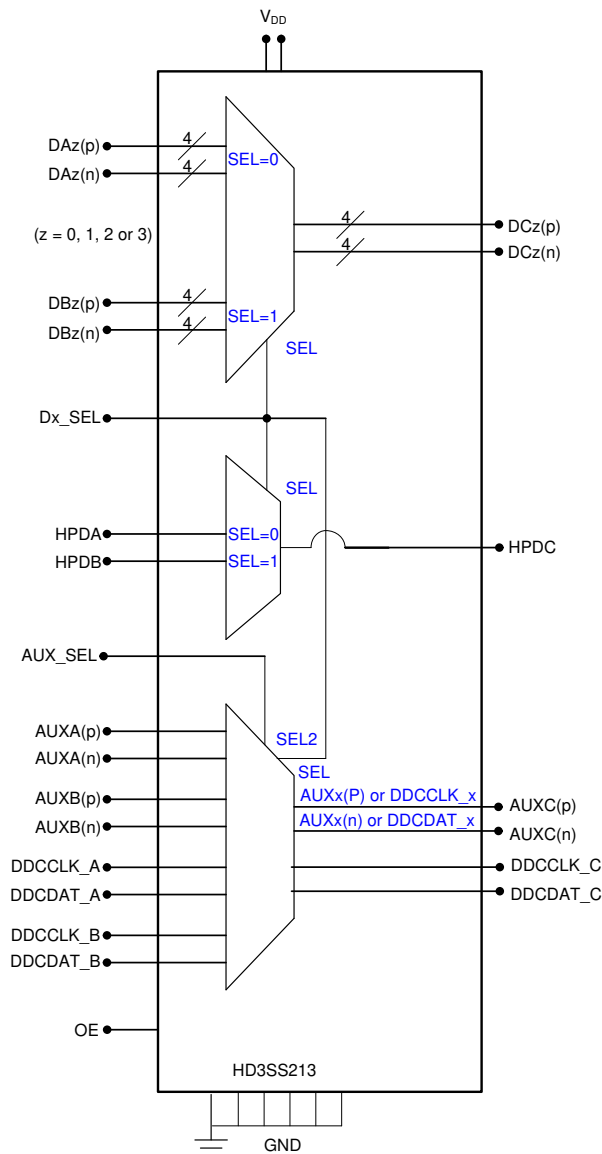 VDD
DAz(p)
4
SEL=0
DAz(n)
4
(z = 0, 1, 2 or 3)
4
DCz(p)
4
DCz(n)
DBz(p)
4
SEL=1
DBz(n)
4
SEL
Dx_SEL
SEL
HPDA
SEL=0
HPDB
SEL=1
HPDC
AUX_SEL
AUXA(p)
SEL2
AUXA(n)
SEL
AUXB(p)
AUXx(P) or DDCCLK_x
AUXC(p)
AUXB(n)
AUXx(n) or DDCDAT_x
AUXC(n)
DDCCLK_A
DDCCLK_C
DDCDAT_A
DDCDAT_C
DDCCLK_B
DDCDAT_B
OE
HD3SS213
GND